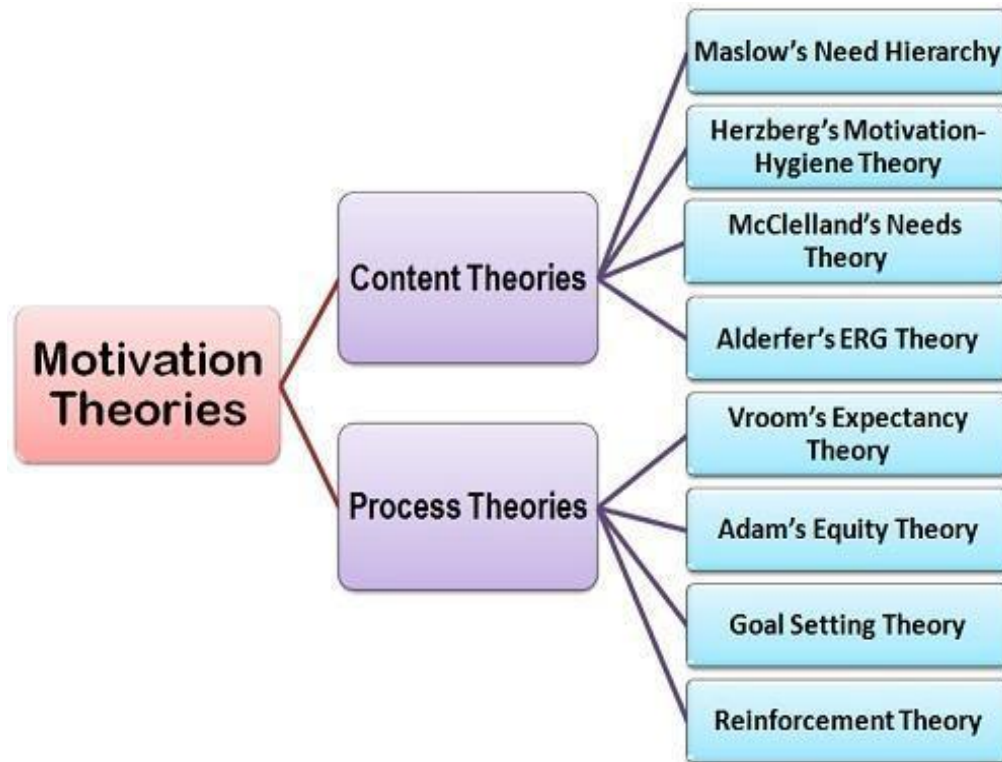 Maslow's Need Hierarchy
Herzberg's Motivation-
Hygiene Theory
McClelland's Needs
Theory
Content Theories
Alderfer's ERG Theory
Motivation
Theories
Vroom's Expectancy
Theory
Process Theories
Adam's Equity Theory
Goal Setting Theory
Reinforcement Theory